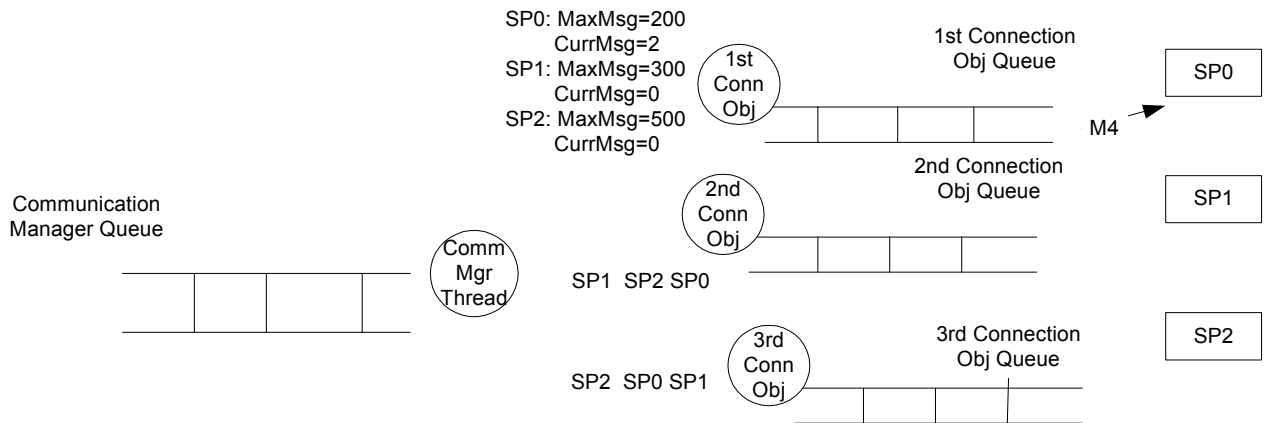 SP0: MaxMsg=200
CurrMsg=2
SP1: MaxMsg=300
CurrMsg=0
SP2: MaxMsg=500
CurrMsg=0
1st
Conn
Obj
1st Connection
Obj Queue
SP0
M4
2nd Connection
Obj Queue
2nd
Conn
Obj
SP1
Communication
Manager Queue
Comm
Mgr
Thread
SP1 SP2 SP0
3rd
Conn
Obj
3rd Connection
Obj Queue
SP2
SP2 SP0 SP1